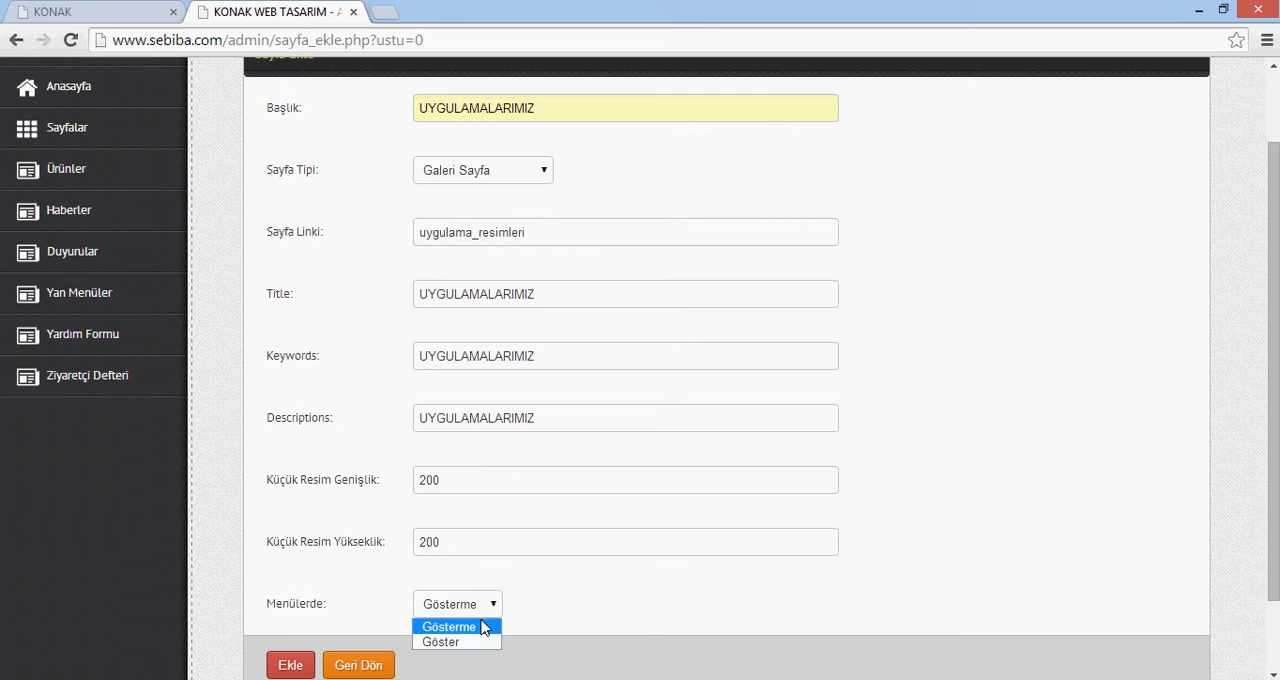 KONAK
KONAK WEB TASARIM - A
www.sebiba.com/admin/sayfa_ekle.php?ustu=0
Anasayfa
Sayfalar
Ürünler
Haberler
Duyurular
Yan Menüler
Yardım Formu
Ziyaretçi Defteri
Sayfa Ekle
Başlık: UYGULAMALARIMIZ
Sayfa Tipi: Galeri Sayfa
Sayfa Linki: uygulama_resimleri
Title: UYGULAMALARIMIZ
Keywords: UYGULAMALARIMIZ
Descriptions: UYGULAMALARIMIZ
Küçük Resim Genişlik: 200
Küçük Resim Yükseklik: 200
Menülerde: Gösterme
Gösterme
Göster
Ekle Geri Dön